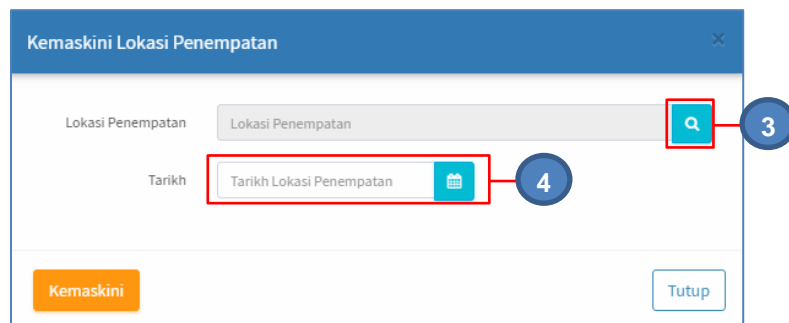 Kemaskini Lokasi Penempatan ×
Lokasi Penempatan Lokasi Penempatan 3
Tarikh Tarikh Lokasi Penempatan 4
Kemaskini Tutup